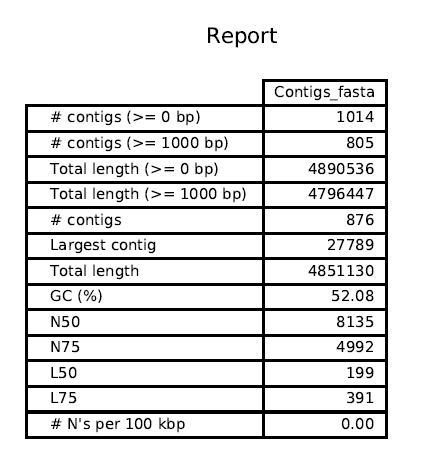 Report
Contigs_fasta
# contigs (>= 0 bp) 1014
# contigs (>= 1000 bp) 805
Total length (>= 0 bp) 4890536
Total length (>= 1000 bp) 4796447
# contigs 876
Largest contig 27789
Total length 4851130
GC (%) 52.08
N50 8135
N75 4992
L50 199
L75 391
# N's per 100 kbp 0.00